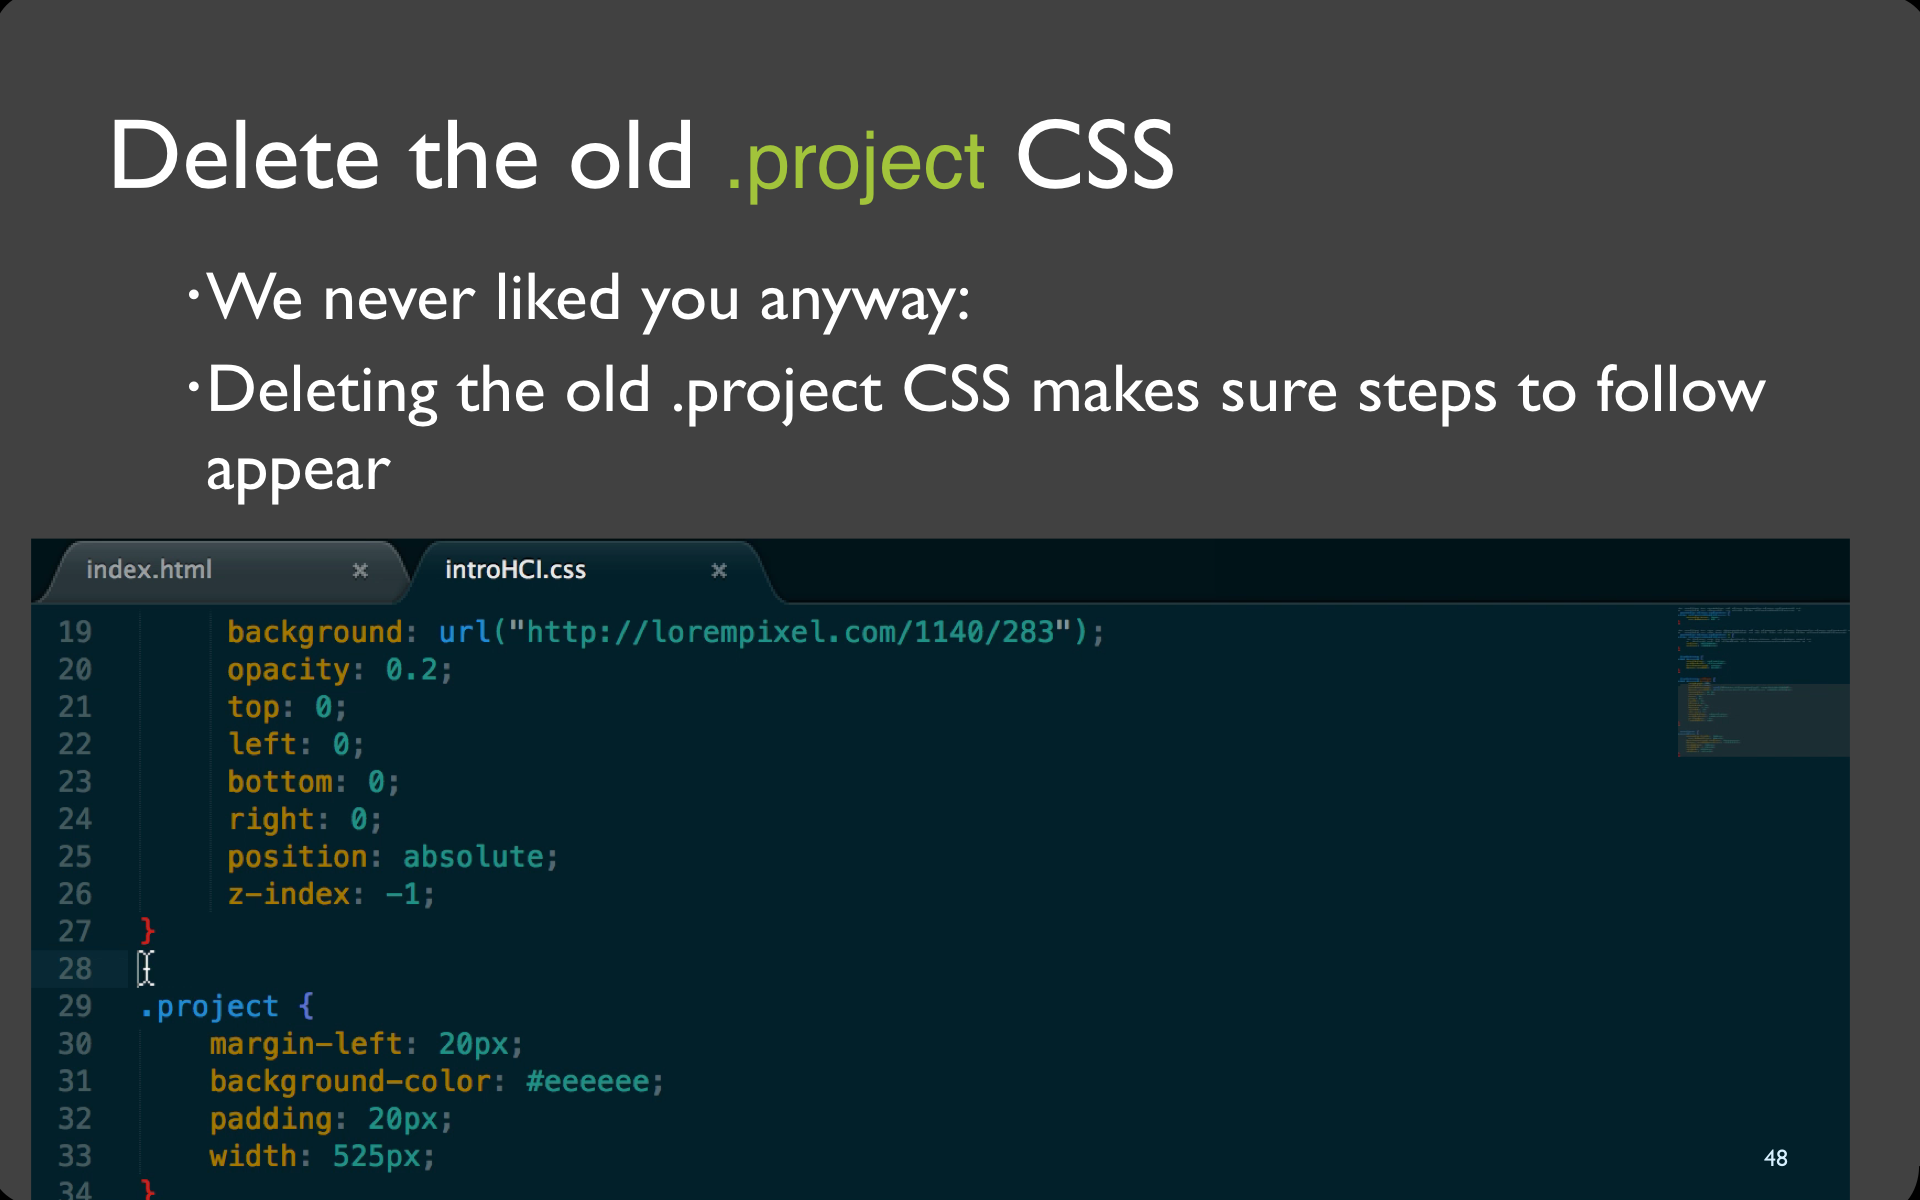 Delete the old .project CSS
•We never liked you anyway:
•Deleting the old .project CSS makes sure steps to follow
appear
index.html × introHCI.css ×
19 background: url("http://lorempixel.com/1140/283");
20 opacity: 0.2;
21 top: 0;
22 left: 0;
23 bottom: 0;
24 right: 0;
25 position: absolute;
26 z-index: -1;
27 }
28
29 .project {
30 margin-left: 20px;
31 background-color: #eeeeee;
32 padding: 20px;
33 width: 525px;
34 }
48